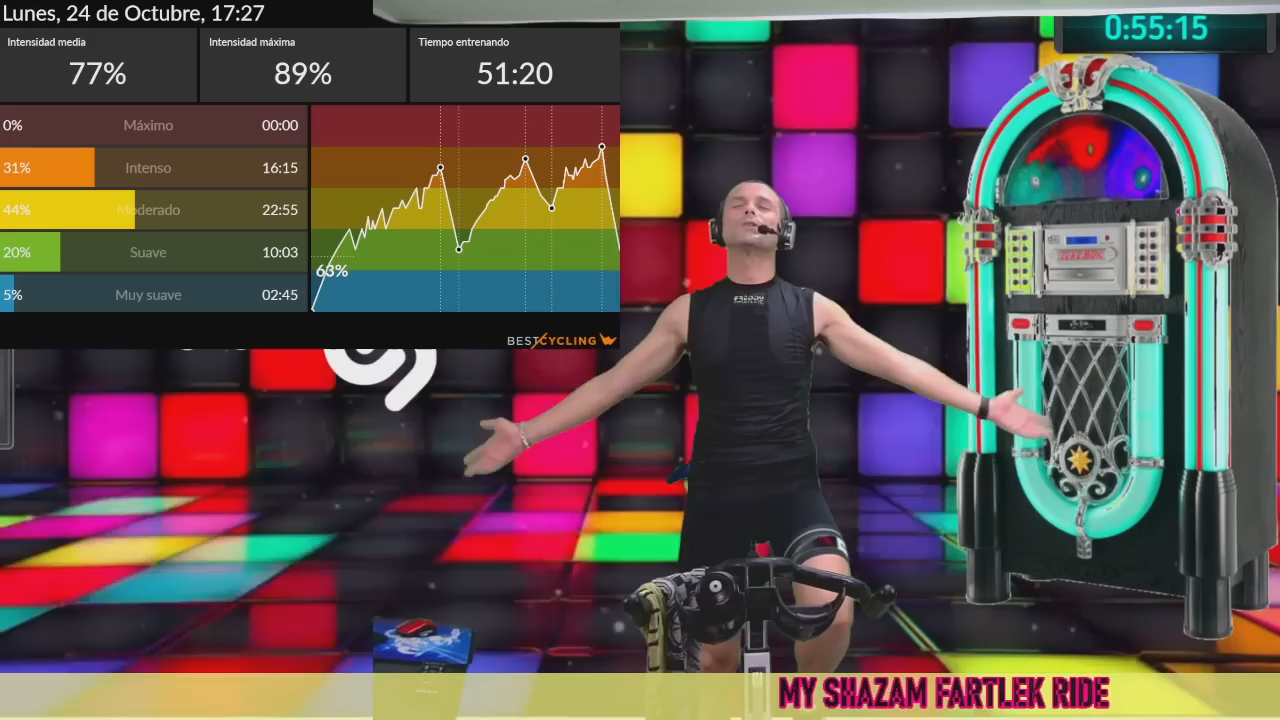 Lunes, 24 de Octubre, 17:27
Intensidad media
77%
Intensidad máxima
89%
Tiempo entrenando
51:20
0% Máximo 00:00
31% Intenso 16:15
44% Moderado 22:55
20% Suave 10:03
5% Muy suave 02:45
63%
BESTCYCLING
0:55:15
FREDDY
MY SHAZAM FARTLEK RIDE